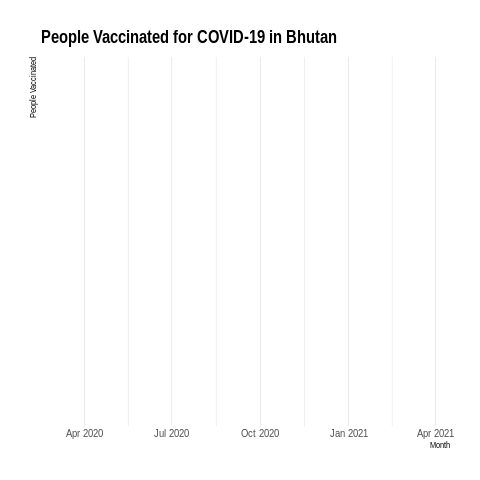 People Vaccinated for COVID-19 in Bhutan
People Vaccinated
Apr 2020 Jul 2020 Oct 2020 Jan 2021 Apr 2021
Month